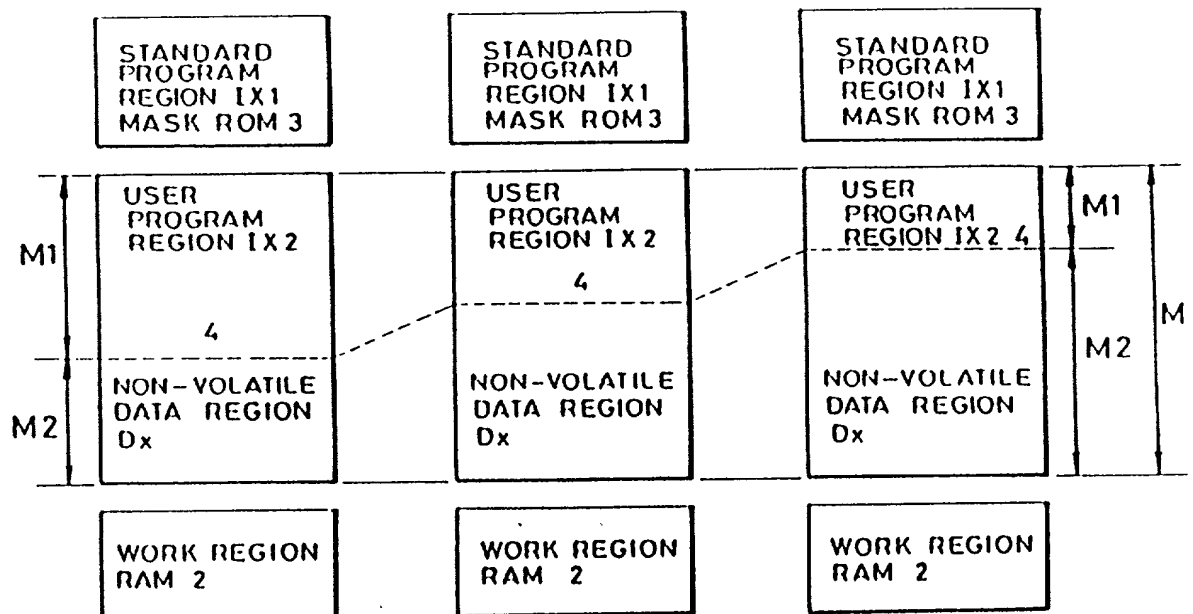 STANDARD
PROGRAM
REGION IX1
MASK ROM 3
STANDARD
PROGRAM
REGION IX1
MASK ROM 3
STANDARD
PROGRAM
REGION IX1
MASK ROM 3
M1
USER
PROGRAM
REGION IX2
4
USER
PROGRAM
REGION IX2
4
USER
PROGRAM
REGION IX2 4
M1
M
M2
NON-VOLATILE
DATA REGION
Dx
NON-VOLATILE
DATA REGION
Dx
NON-VOLATILE
DATA REGION
Dx
M2
WORK REGION
RAM 2
WORK REGION
RAM 2
WORK REGION
RAM 2